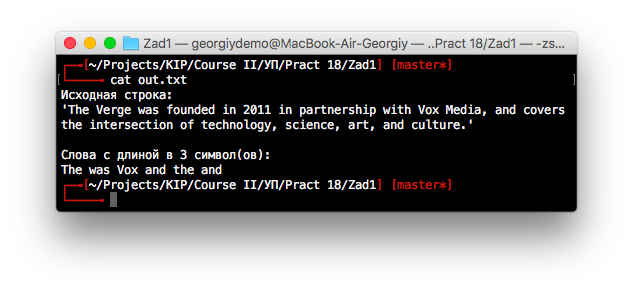 Zad1 — georgiydemo@MacBook-Air-Georgiy — ..Pract 18/Zad1 — -zs...
[~/Projects/KIP/Course II/УП/Pract 18/Zad1] [master*]
cat out.txt
Исходная строка:
'The Verge was founded in 2011 in partnership with Vox Media, and covers
the intersection of technology, science, art, and culture.'
Слова с длиной в 3 символ(ов):
The was Vox and the and
[~/Projects/KIP/Course II/УП/Pract 18/Zad1] [master*]